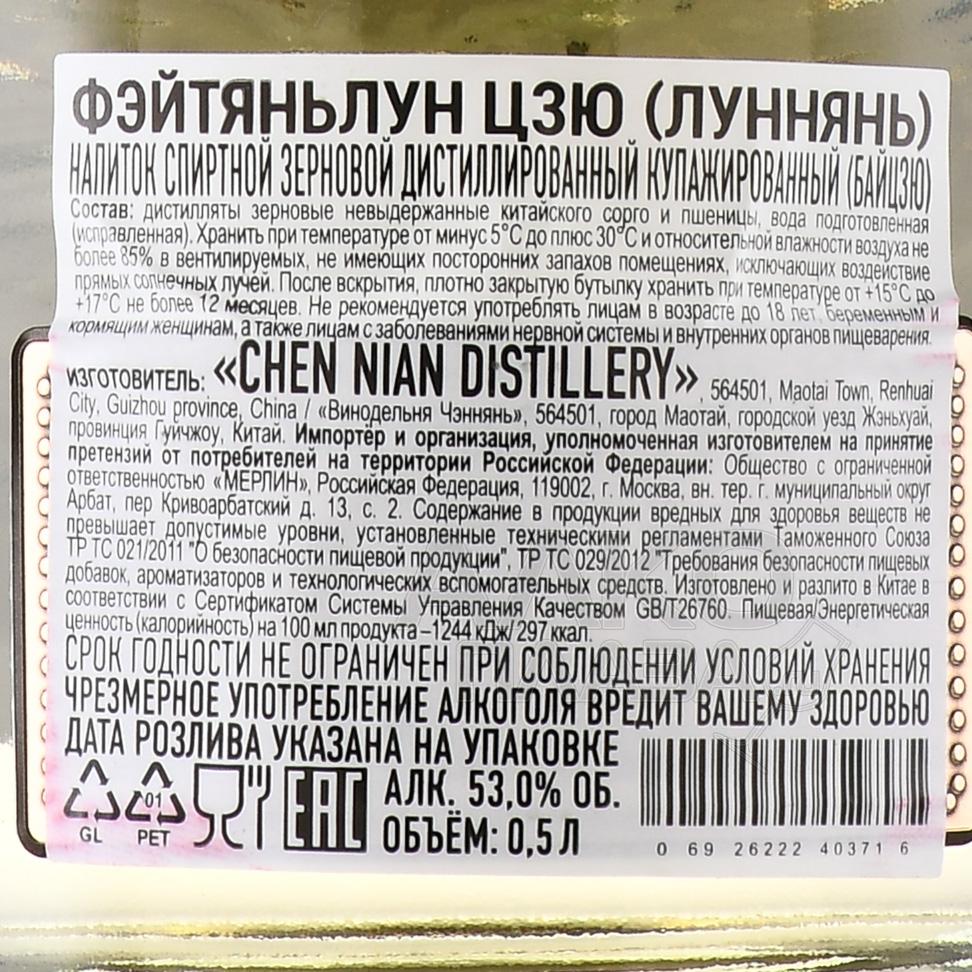 ФЭЙТЯНЬЛУН ЦЗЮ (ЛУННЯНЬ)
НАПИТОК СПИРТНОЙ ЗЕРНОВОЙ ДИСТИЛЛИРОВАННЫЙ КУПАЖИРОВАННЫЙ (БАЙЦЗЮ)
Состав: дистилляты зерновые невыдержанные китайского сорго и пшеницы, вода подготовленная
(исправленная). Хранить при температуре от минус 5°С до плюс 30°С и относительной влажности воздуха не
более 85% в вентилируемых, не имеющих посторонних запахов помещениях, исключающих воздействие
прямых солнечных лучей. После вскрытия, плотно закрытую бутылку хранить при температуре от +15°С до
+17°С не более 12 месяцев. Не рекомендуется употреблять лицам в возрасте до 18 лет, беременным и
кормящим женщинам, а также лицам с заболеваниями нервной системы и внутренних органов пищеварения.
ИЗГОТОВИТЕЛЬ: «CHEN NIAN DISTILLERY», 564501, Maotai Town, Renhuai
City, Guizhou province, China / «Винодельня Чэннянь», 564501, город Маотай, городской уезд Жэньхуай,
провинция Гуйчжоу, Китай. Импортёр и организация, уполномоченная изготовителем на принятие
претензий от потребителей на территории Российской Федерации: Общество с ограниченной
ответственностью «МЕРЛИН», Российская Федерация, 119002, г. Москва, вн. тер. г. муниципальный округ
Арбат, пер Кривоарбатский д. 13, с. 2. Содержание в продукции вредных для здоровья веществ не
превышает допустимые уровни, установленные техническими регламентами Таможенного Союза
ТР ТС 021/2011 "О безопасности пищевой продукции", ТР ТС 029/2012 "Требования безопасности пищевых
добавок, ароматизаторов и технологических вспомогательных средств. Изготовлено и разлито в Китае в
соответствии с Сертификатом Системы Управления Качеством GB/T26760. Пищевая/Энергетическая
ценность (калорийность) на 100 мл продукта – 1244 кДж/ 297 ккал.
СРОК ГОДНОСТИ НЕ ОГРАНИЧЕН ПРИ СОБЛЮДЕНИИ УСЛОВИЙ ХРАНЕНИЯ
ЧРЕЗМЕРНОЕ УПОТРЕБЛЕНИЕ АЛКОГОЛЯ ВРЕДИТ ВАШЕМУ ЗДОРОВЬЮ
ДАТА РОЗЛИВА УКАЗАНА НА УПАКОВКЕ
GL
01
PET
EAC
АЛК. 53,0% ОБ.
ОБЪЁМ: 0,5 Л
0 69 26222 40371 6